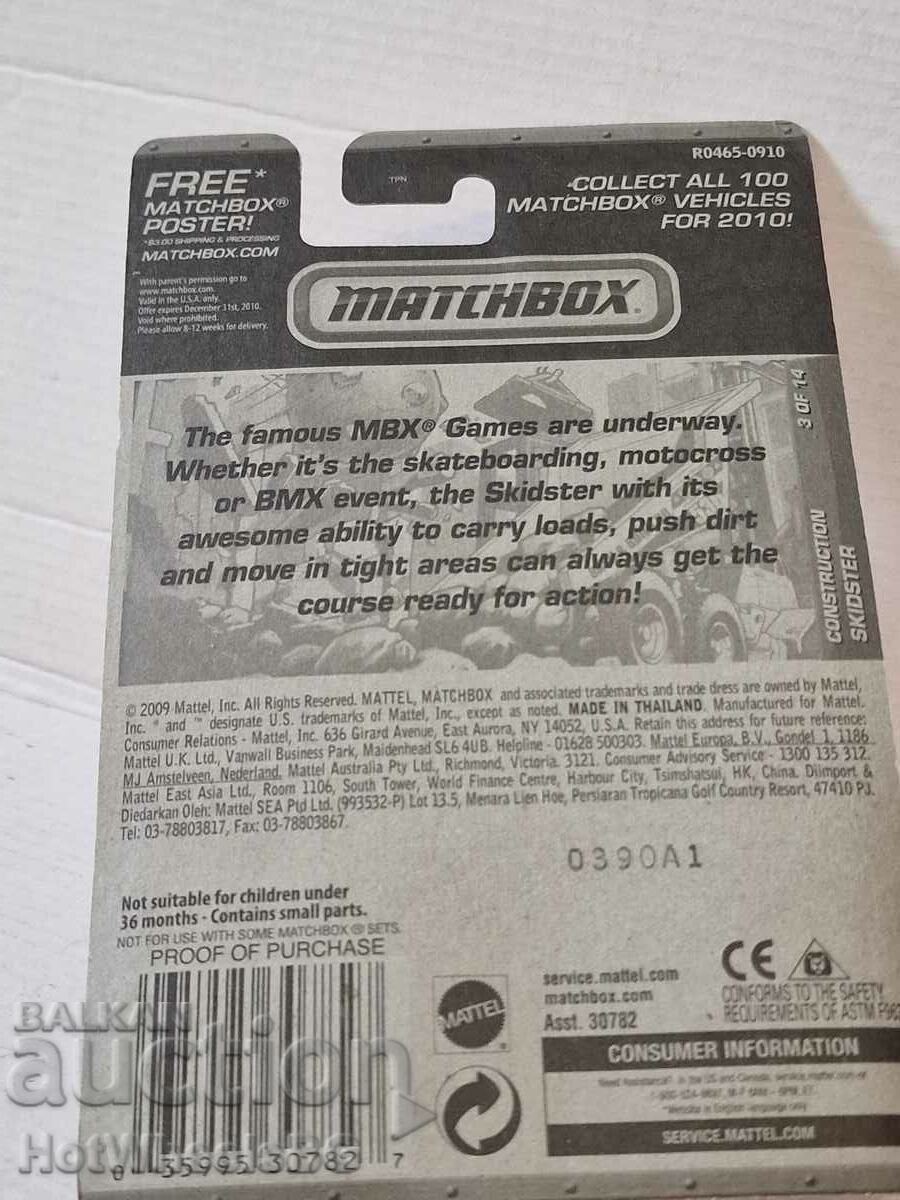 R0465-0910
FREE*
MATCHBOX®
POSTER!
*$3.00 SHIPPING & PROCESSING
MATCHBOX.COM
TPN
COLLECT ALL 100
MATCHBOX® VEHICLES
FOR 2010!
With parent's permission go to
www.matchbox.com.
Valid in the U.S.A. only.
Offer expires December 31st, 2010.
Void where prohibited.
Please allow 8-12 weeks for delivery.
MATCHBOX
3 OF 14
CONSTRUCTION
SKIDSTER
The famous MBX® Games are underway.
Whether it's the skateboarding, motocross
or BMX event, the Skidster with its
awesome ability to carry loads, push dirt
and move in tight areas can always get the
course ready for action!
© 2009 Mattel, Inc. All Rights Reserved. MATTEL, MATCHBOX and associated trademarks and trade dress are owned by Mattel,
Inc. ® and ™ designate U.S. trademarks of Mattel, Inc., except as noted. MADE IN THAILAND. Manufactured for Mattel.
Consumer Relations - Mattel, Inc. 636 Girard Avenue, East Aurora, NY 14052, U.S.A. Retain this address for future reference:
Mattel U.K. Ltd., Vanwall Business Park, Maidenhead SL6 4UB. Helpline - 01628 500303. Mattel Europa, B.V., Gondel 1, 1186
MJ Amstelveen, Nederland. Mattel Australia Pty Ltd., Richmond, Victoria. 3121. Consumer Advisory Service - 1300 135 312.
Mattel East Asia Ltd., Room 1106, South Tower, World Finance Centre, Harbour City, Tsimshatsui, HK, China. Diimport &
Diedarkan Oleh: Mattel SEA Ptd Ltd. (993532-P) Lot 13.5, Menara Lien Hoe, Persiaran Tropicana Golf Country Resort, 47410 PJ.
Tel: 03-78803817, Fax: 03-78803867.
0390A1
Not suitable for children under
36 months - Contains small parts.
NOT FOR USE WITH SOME MATCHBOX® SETS.
PROOF OF PURCHASE
MATTEL
service.mattel.com
matchbox.com
Asst. 30782
CE
CONFORMS TO THE SAFETY
REQUIREMENTS OF ASTM
CONSUMER INFORMATION
Need Assistance? In the US and Canada, service.mattel.com or
SERVICE.MATTEL.COM
0 35995 30782 7
BALKAN
auction